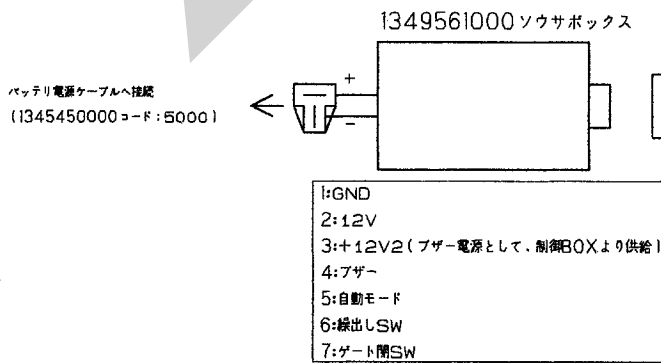 1349561000ソウサボックス
バッテリ電源ケーブルへ接続
(1345450000コード:5000)
+
−
1:GND
2:12V
3:+12V2(ブザー電源として、制御BOXより供給)
4:ブザー
5:自動モード
6:繰出しSW
7:ゲート開SW